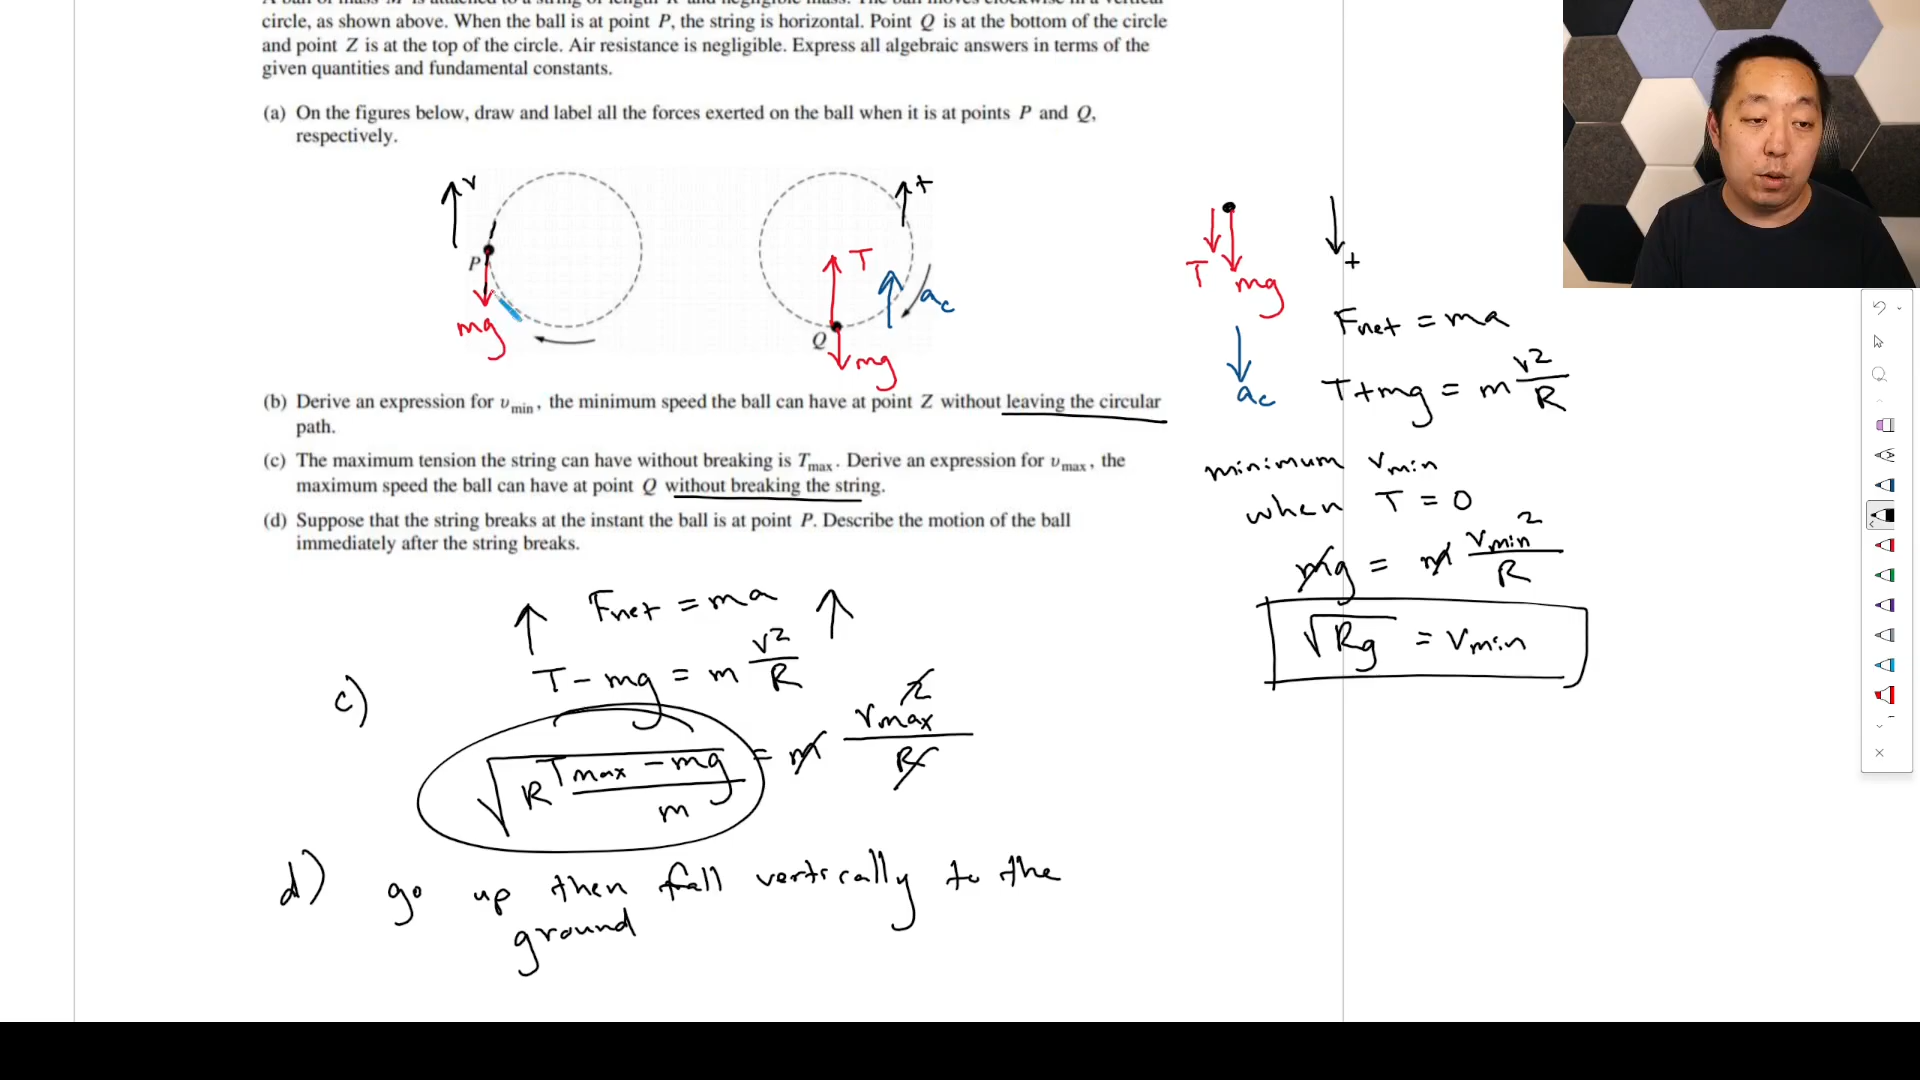 circle, as shown above. When the ball is at point P, the string is horizontal. Point Q is at the bottom of the circle
and point Z is at the top of the circle. Air resistance is negligible. Express all algebraic answers in terms of the
given quantities and fundamental constants.
(a) On the figures below, draw and label all the forces exerted on the ball when it is at points P and Q,
respectively.
v
P
mg
+
T
Q
mg
ac
T
mg
ac
+
Fnet = ma
T+mg = m v²/R
minimum vmin
when T = 0
mg = m vmin²/R
√Rg = vmin
(b) Derive an expression for υmin, the minimum speed the ball can have at point Z without leaving the circular
path.
(c) The maximum tension the string can have without breaking is Tmax. Derive an expression for υmax, the
maximum speed the ball can have at point Q without breaking the string.
(d) Suppose that the string breaks at the instant the ball is at point P. Describe the motion of the ball
immediately after the string breaks.
c)
Fnet = ma
T - mg = m v²/R
√R Tmax - mg/m = m vmax²/R
d) go up then fall vertically to the
ground